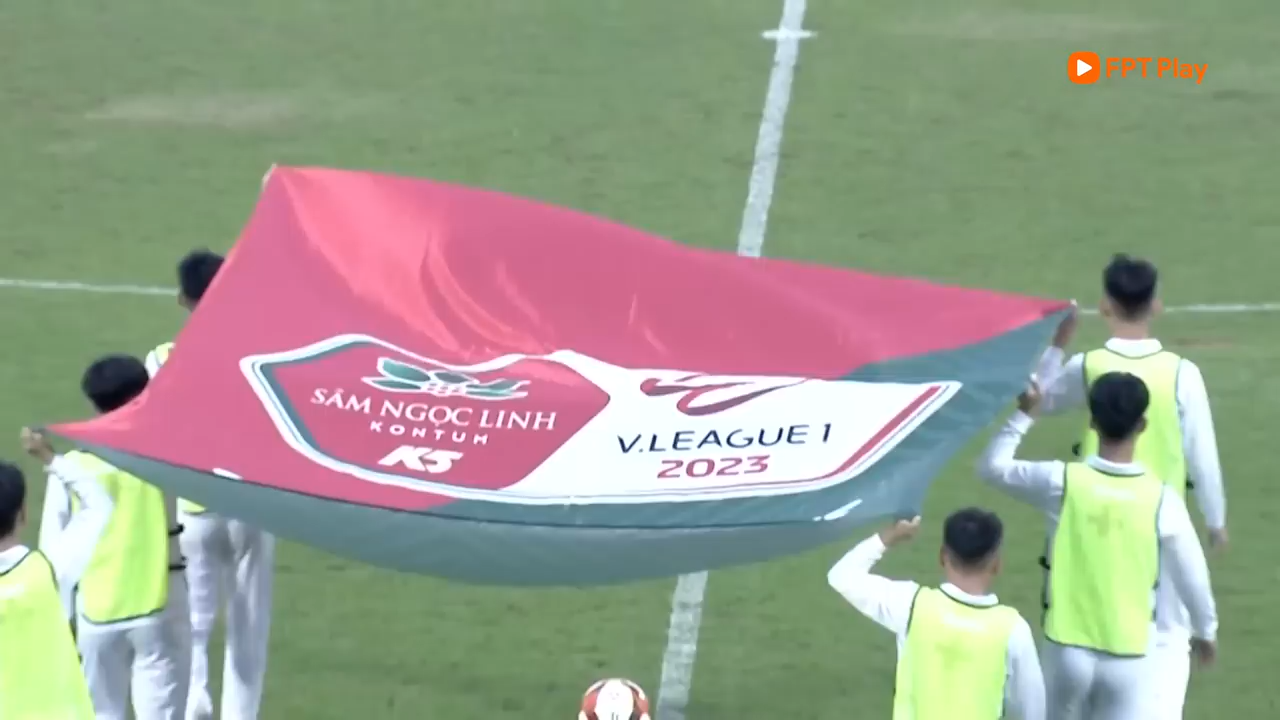 FPT Play
SÂM NGỌC LINH
KONTUM
K5
V.LEAGUE 1
2023